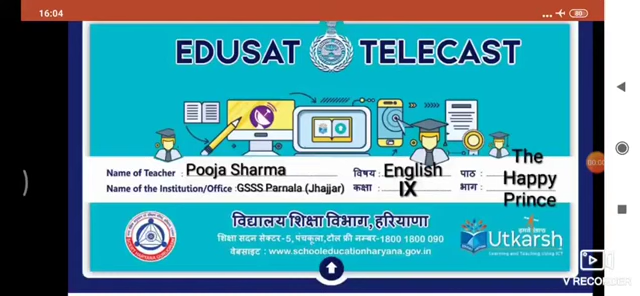 16:04
80
EDUSAT TELECAST
Name of Teacher : Pooja Sharma विषय : English पाठ : The Happy Prince
Name of the Institution/Office : GSSS Parnala (Jhajjar) कक्षा : IX भाग :
विद्यालय शिक्षा विभाग, हरियाणा
शिक्षा सदन सेक्टर-5, पंचकूला, टोल फ्री नम्बर-1800 1800 090
वेबसाइट : www.schooleducationharyana.gov.in
Utkarsh
Learning and Teaching Using ICT
V RECORDER